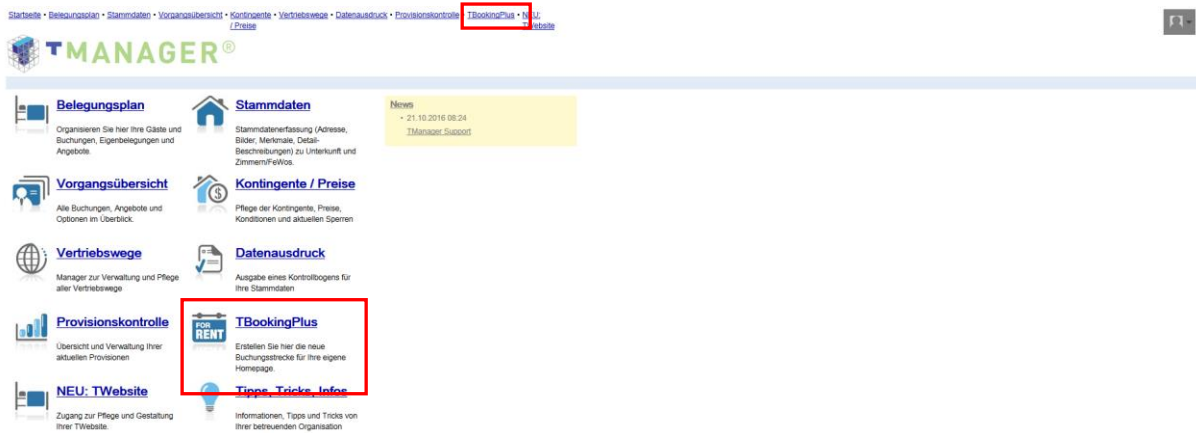 Startseite • Belegungsplan • Stammdaten • Vorgangsübersicht • Kontingente / Preise • Vertriebswege • Datenausdruck • Provisionskontrolle • TBookingPlus • NEU: TWebsite
TMANAGER®
Belegungsplan
Organisieren Sie hier Ihre Gäste und
Buchungen, Eigenbelegungen und
Angebote.
Stammdaten
Stammdatenerfassung (Adresse,
Bilder, Merkmale, Detail-
Beschreibungen) zu Unterkunft und
Zimmern/FeWos.
News
• 21.10.2016 08:24
TManager Support
Vorgangsübersicht
Alle Buchungen, Angebote und
Optionen im Überblick.
Kontingente / Preise
Pflege der Kontingente, Preise,
Konditionen und aktuellen Sperren
Vertriebswege
Manager zur Verwaltung und Pflege
aller Vertriebswege
Datenausdruck
Ausgabe eines Kontrollbogens für
Ihre Stammdaten
Provisionskontrolle
Übersicht und Verwaltung Ihrer
aktuellen Provisionen
FOR
RENT
TBookingPlus
Erstellen Sie hier die neue
Buchungsstrecke für Ihre eigene
Homepage.
NEU: TWebsite
Zugang zur Pflege und Gestaltung
Ihrer TWebsite.
Tipps, Tricks, Infos
Informationen, Tipps und Tricks von
Ihrer betreuenden Organisation